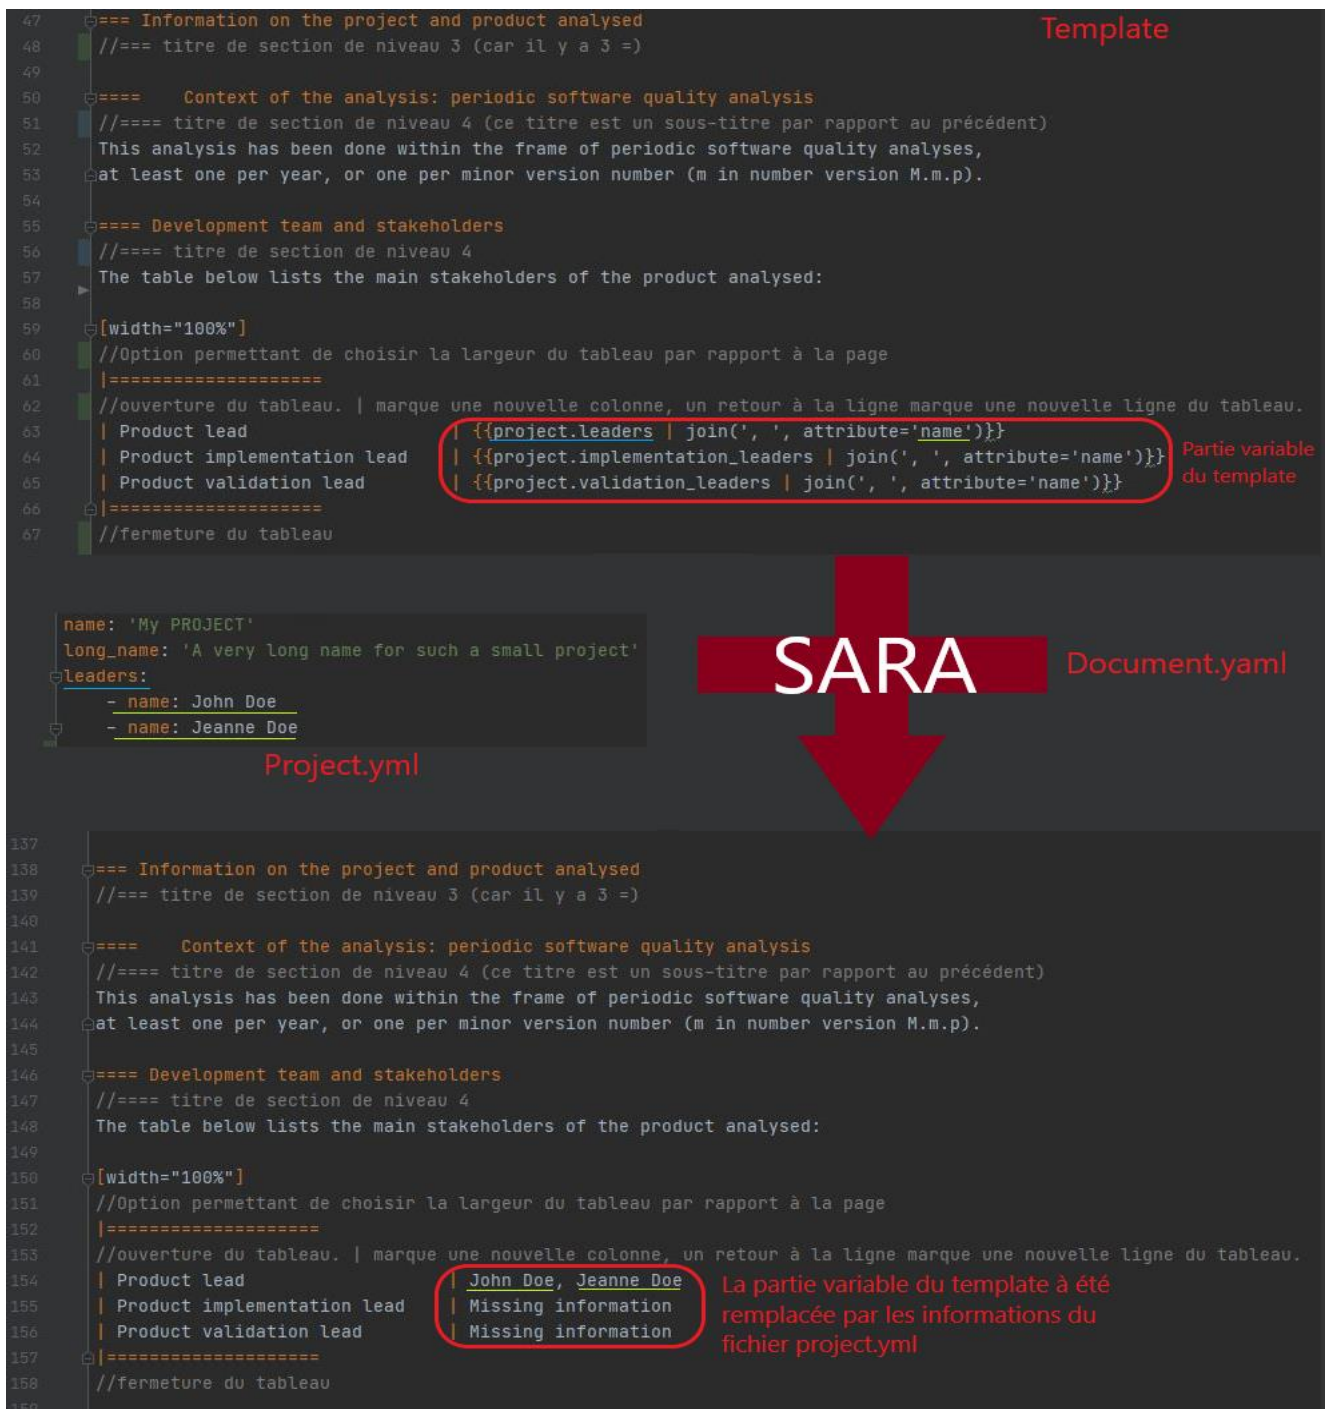 Template
47 === Information on the project and product analysed
48 //=== titre de section de niveau 3 (car il y a 3 =)
49
50 ====    Context of the analysis: periodic software quality analysis
51 //==== titre de section de niveau 4 (ce titre est un sous-titre par rapport au précédent)
52 This analysis has been done within the frame of periodic software quality analyses,
53 at least one per year, or one per minor version number (m in number version M.m.p).
54
55 ==== Development team and stakeholders
56 //==== titre de section de niveau 4
57 The table below lists the main stakeholders of the product analysed:
58
59 [width="100%"]
60 //Option permettant de choisir la largeur du tableau par rapport à la page
61 |====================
62 //ouverture du tableau. | marque une nouvelle colonne, un retour à la ligne marque une nouvelle ligne du tableau.
63 | Product lead | {{project.leaders | join(', ', attribute='name')}}
64 | Product implementation lead | {{project.implementation_leaders | join(', ', attribute='name')}}
65 | Product validation lead | {{project.validation_leaders | join(', ', attribute='name')}}
Partie variable
du template
66 |====================
67 //fermeture du tableau
name: 'My PROJECT'
long_name: 'A very long name for such a small project'
leaders:
- name: John Doe
- name: Jeanne Doe
Project.yml
SARA
Document.yaml
137
138 === Information on the project and product analysed
139 //=== titre de section de niveau 3 (car il y a 3 =)
140
141 ====    Context of the analysis: periodic software quality analysis
142 //==== titre de section de niveau 4 (ce titre est un sous-titre par rapport au précédent)
143 This analysis has been done within the frame of periodic software quality analyses,
144 at least one per year, or one per minor version number (m in number version M.m.p).
145
146 ==== Development team and stakeholders
147 //==== titre de section de niveau 4
148 The table below lists the main stakeholders of the product analysed:
149
150 [width="100%"]
151 //Option permettant de choisir la largeur du tableau par rapport à la page
152 |====================
153 //ouverture du tableau. | marque une nouvelle colonne, un retour à la ligne marque une nouvelle ligne du tableau.
154 | Product lead | John Doe, Jeanne Doe
155 | Product implementation lead | Missing information
156 | Product validation lead | Missing information
La partie variable du template à été
remplacée par les informations du
fichier project.yml
157 |====================
158 //fermeture du tableau